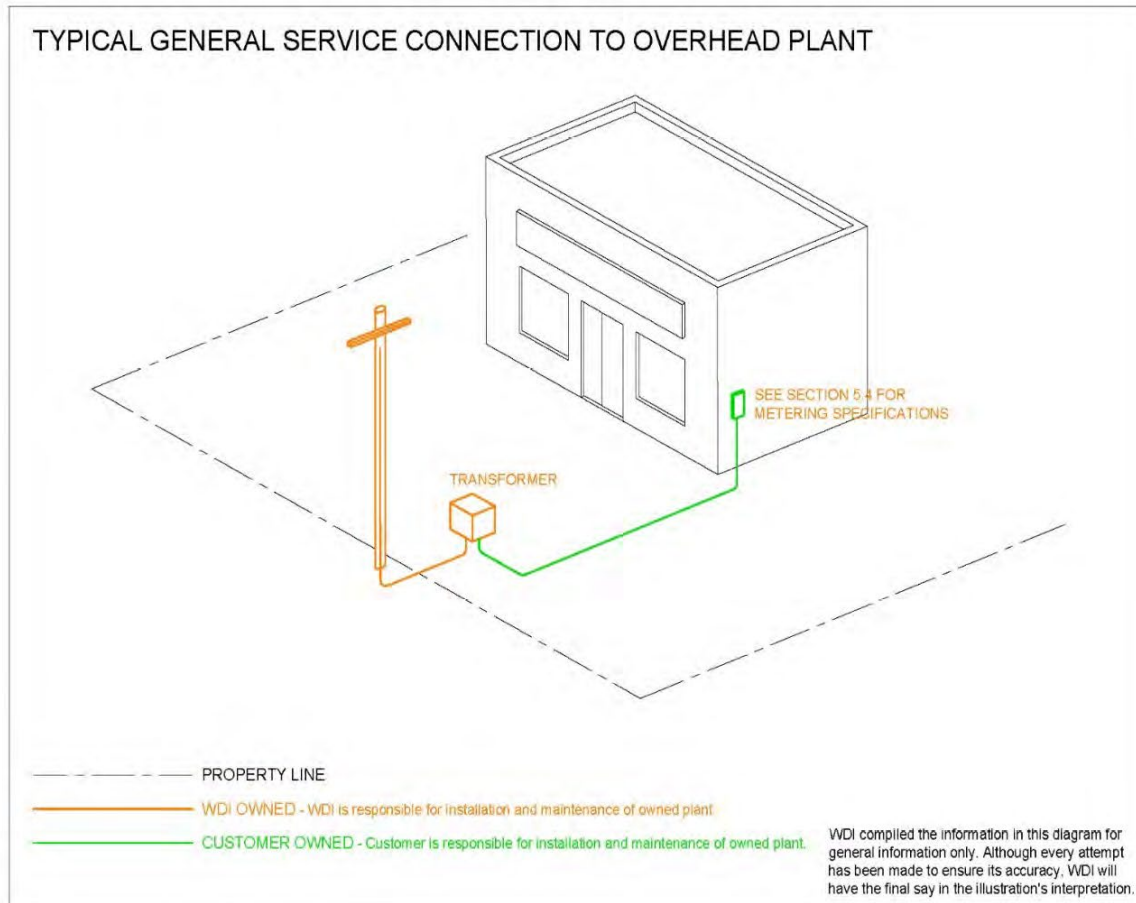 TYPICAL GENERAL SERVICE CONNECTION TO OVERHEAD PLANT
SEE SECTION 5.4 FOR
METERING SPECIFICATIONS
TRANSFORMER
PROPERTY LINE
WDI OWNED - WDI is responsible for installation and maintenance of owned plant
CUSTOMER OWNED - Customer is responsible for installation and maintenance of owned plant.
WDI compiled the information in this diagram for
general information only. Although every attempt
has been made to ensure its accuracy, WDI will
have the final say in the illustration's interpretation.